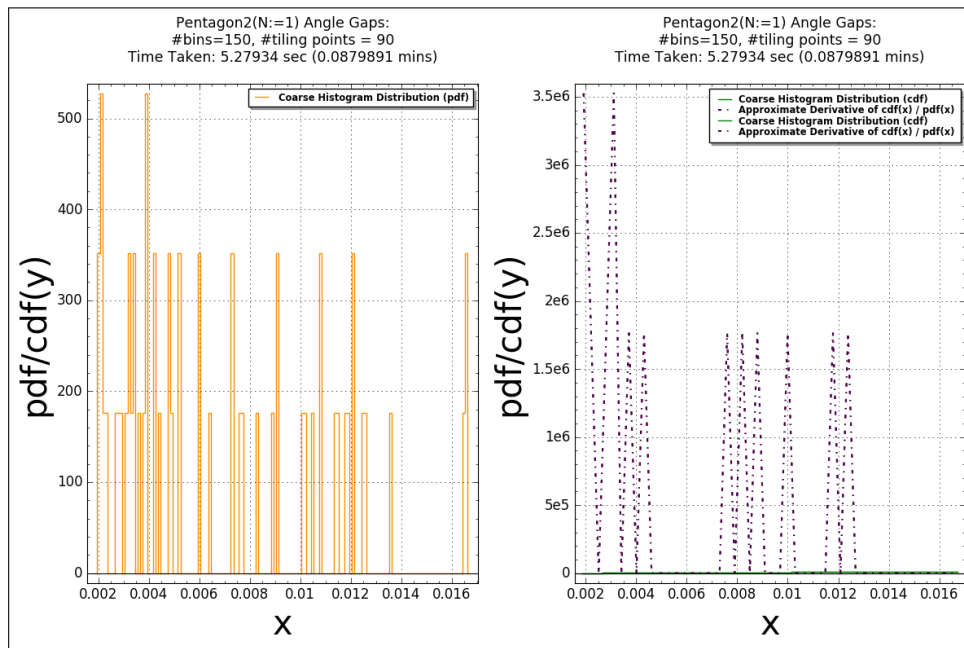 Pentagon2(N:=1) Angle Gaps:
#bins=150, #tiling points = 90
Time Taken: 5.27934 sec (0.0879891 mins)
Coarse Histogram Distribution (pdf)
pdf/cdf(y)
500
400
300
200
100
0
0.002 0.004 0.006 0.008 0.010 0.012 0.014 0.016
x
Pentagon2(N:=1) Angle Gaps:
#bins=150, #tiling points = 90
Time Taken: 5.27934 sec (0.0879891 mins)
Coarse Histogram Distribution (cdf)
Approximate Derivative of cdf(x) / pdf(x)
Coarse Histogram Distribution (cdf)
Approximate Derivative of cdf(x) / pdf(x)
pdf/cdf(y)
3.5e6
3e6
2.5e6
2e6
1.5e6
1e6
5e5
0
0.002 0.004 0.006 0.008 0.010 0.012 0.014 0.016
x